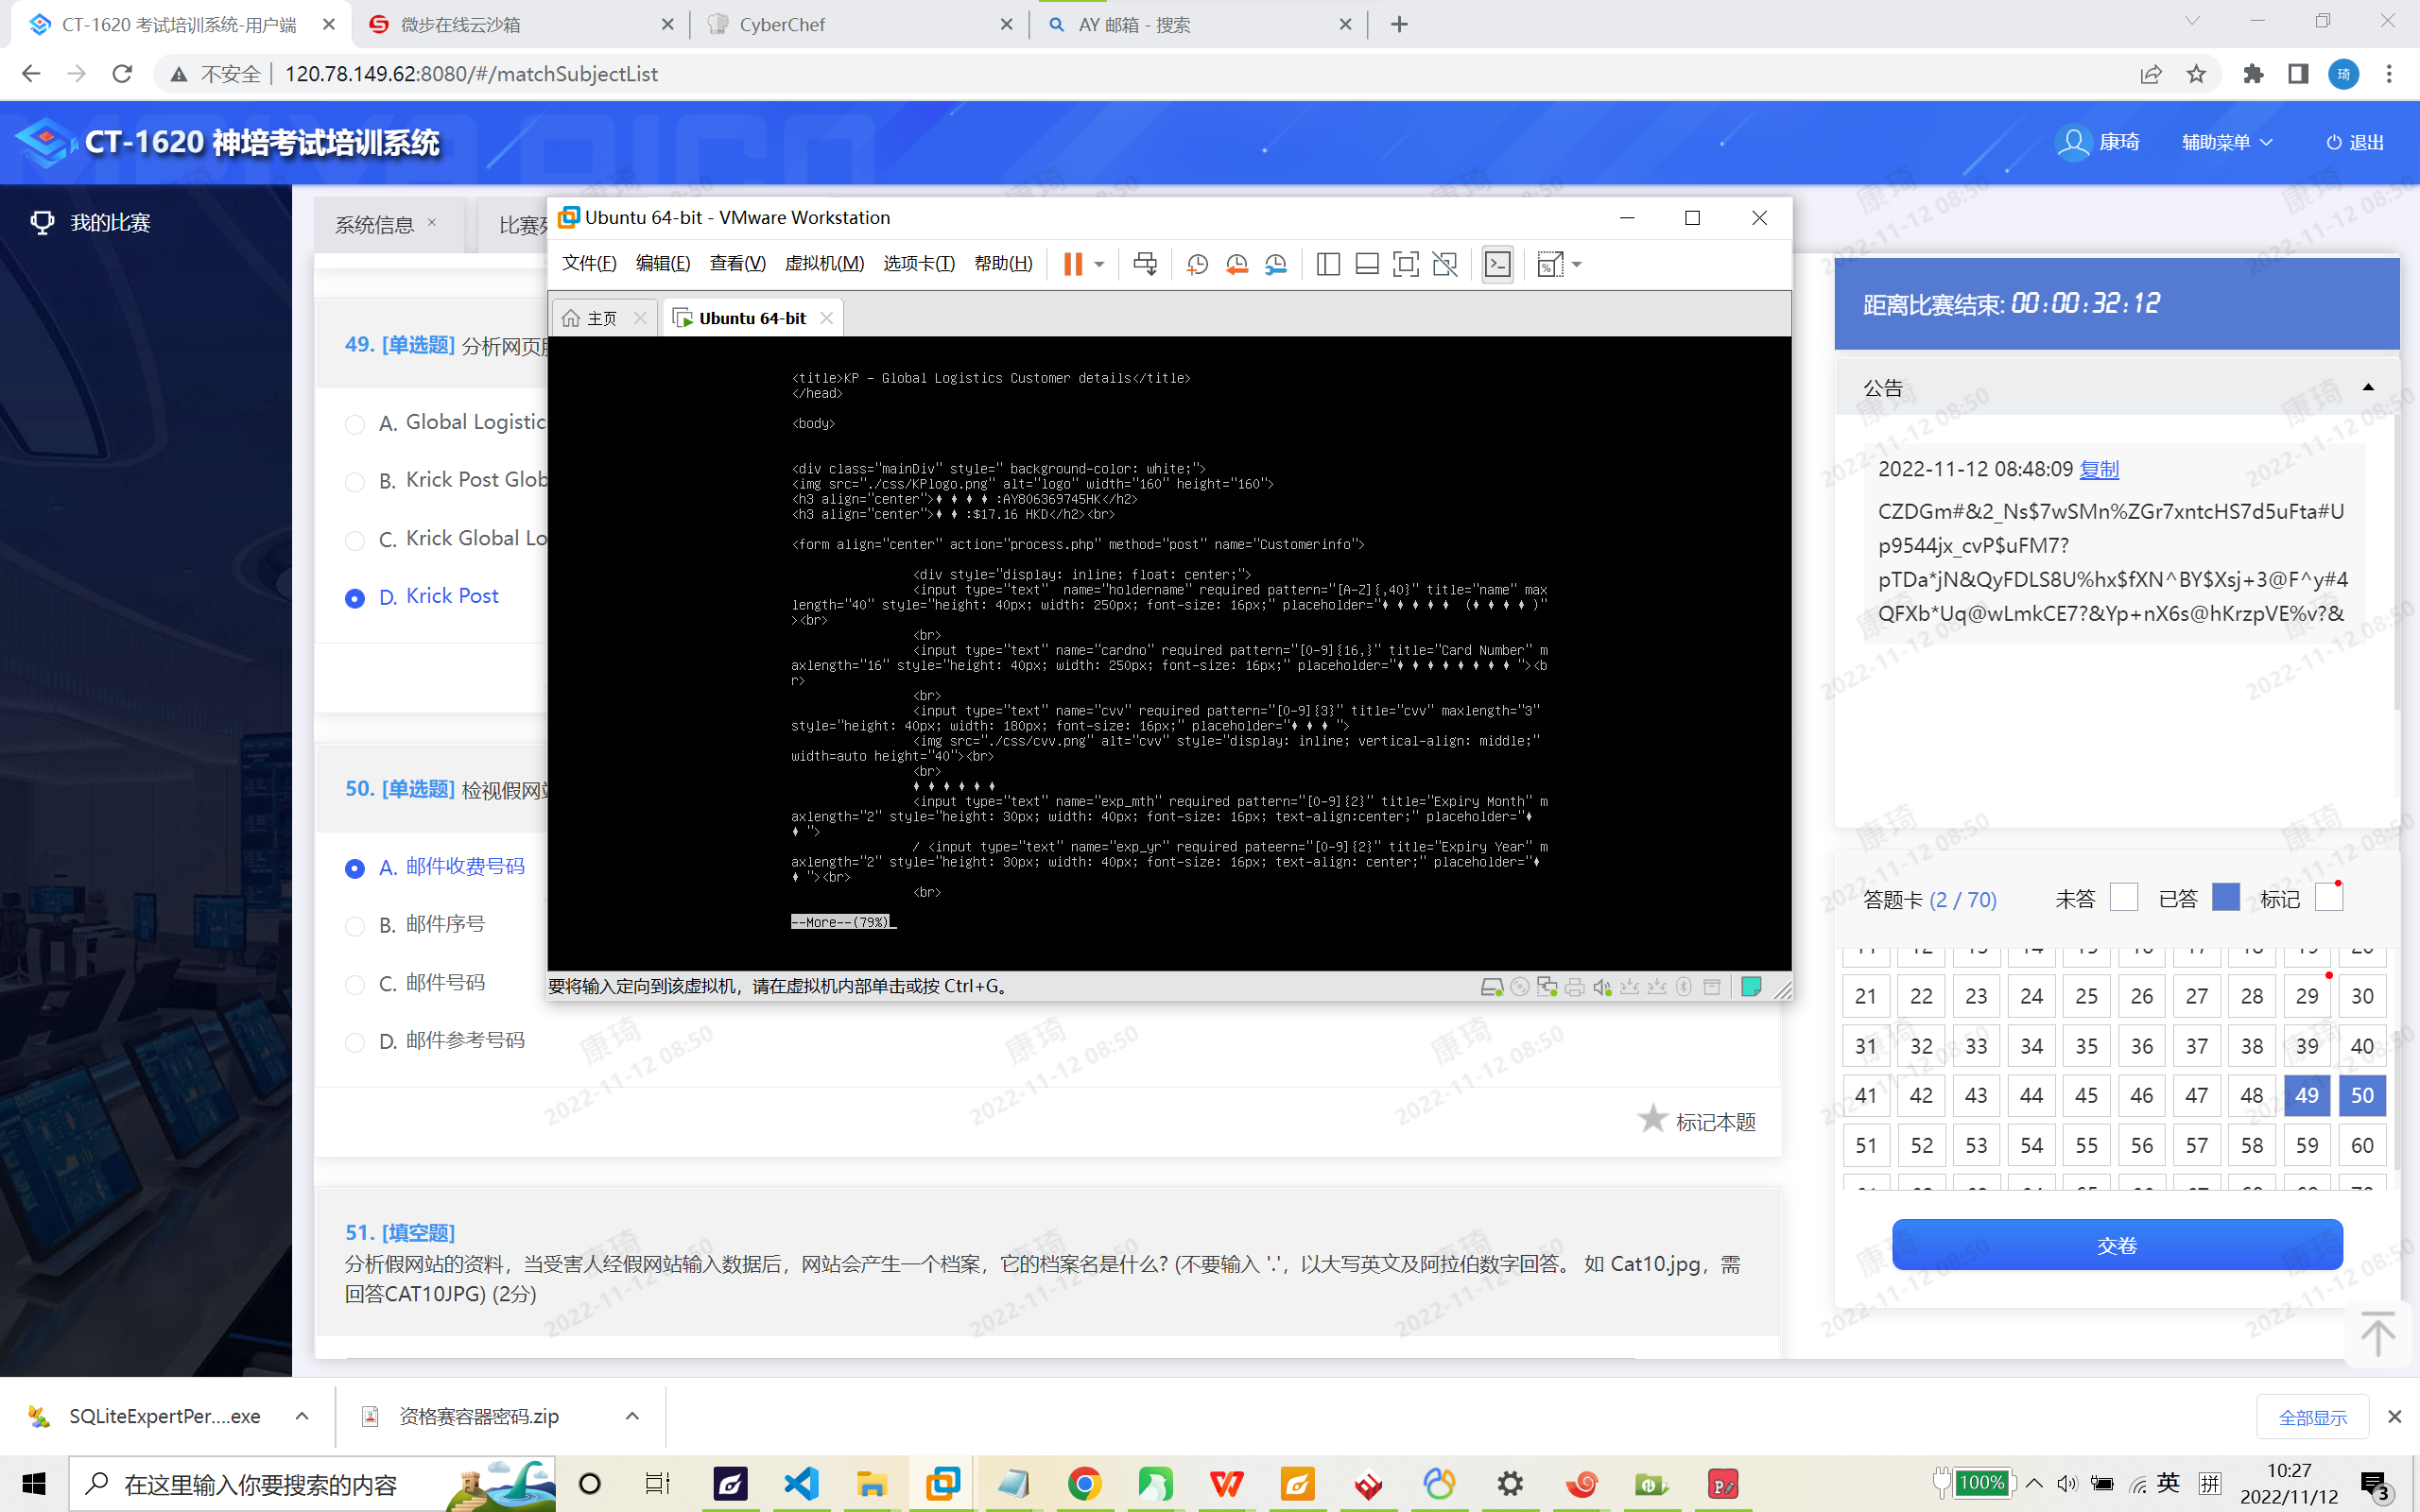 CT-1620 考试培训系统-用户端
微步在线云沙箱
CyberChef
AY 邮箱 - 搜索
不安全
120.78.149.62:8080/#/matchSubjectList
琦
CT-1620 神培考试培训系统
康琦
辅助菜单
退出
我的比赛
系统信息
49. [单选题] 分析网页
A. Global Logistic
B. Krick Post Glob
C. Krick Global Lo
D. Krick Post
50. [单选题] 检视假网
A. 邮件收费号码
B. 邮件序号
C. 邮件号码
D. 邮件参考号码
标记本题
51. [填空题]
分析假网站的资料，当受害人经假网站输入数据后，网站会产生一个档案，它的档案名是什么? (不要输入 '.'，以大写英文及阿拉伯数字回答。 如 Cat10.jpg，需
回答CAT10JPG) (2分)
Ubuntu 64-bit - VMware Workstation
文件(F) 编辑(E) 查看(V) 虚拟机(M) 选项卡(T) 帮助(H)
主页
Ubuntu 64-bit
<title>KP - Global Logistics Customer details</title>
</head>
<body>
<div class="mainDiv" style=" background-color: white;">
<img src="./css/KPlogo.png" alt="logo" width="160" height="160">
<h3 align="center">♦ ♦ ♦ ♦ :AY806369745HK</h2>
<h3 align="center">♦ ♦ :$17.16 HKD</h2><br>
<form align="center" action="process.php" method="post" name="Customerinfo">
<div style="display: inline; float: center;">
<input type="text"  name="holdername" required pattern="[A-Z]{,40}" title="name" max
length="40" style="height: 40px; width: 250px; font-size: 16px;" placeholder="♦ ♦ ♦ ♦ ♦  (♦ ♦ ♦ ♦ )"
><br>
<br>
<input type="text" name="cardno" required pattern="[0-9]{16,}" title="Card Number" m
axlength="16" style="height: 40px; width: 250px; font-size: 16px;" placeholder="♦ ♦ ♦ ♦ ♦ ♦ ♦ ♦ "><b
r>
<br>
<input type="text" name="cvv" required pattern="[0-9]{3}" title="cvv" maxlength="3"
style="height: 40px; width: 180px; font-size: 16px;" placeholder="♦ ♦ ♦ ">
<img src="./css/cvv.png" alt="cvv" style="display: inline; vertical-align: middle;"
width=auto height="40"><br>
<br>
♦ ♦ ♦ ♦ ♦ ♦
<input type="text" name="exp_mth" required pattern="[0-9]{2}" title="Expiry Month" m
axlength="2" style="height: 30px; width: 40px; font-size: 16px; text-align:center;" placeholder="♦
♦ ">
/ <input type="text" name="exp_yr" required pateern="[0-9]{2}" title="Expiry Year" m
axlength="2" style="height: 30px; width: 40px; font-size: 16px; text-align: center;" placeholder="♦
♦ "><br>
<br>
--More--(79%)
要将输入定向到该虚拟机，请在虚拟机内部单击或按 Ctrl+G。
距离比赛结束: 00:00:32:12
公告
2022-11-12 08:48:09 复制
CZDGm#&2_Ns$7wSMn%ZGr7xntcHS7d5uFta#U
p9544jx_cvP$uFM7?
pTDa*jN&QyFDLS8U%hx$fXN^BY$Xsj+3@F^y#4
QFXb*Uq@wLmkCE7?&Yp+nX6s@hKrzpVE%v?&
答题卡 (2 / 70)
未答
已答
标记
21 22 23 24 25 26 27 28 29 30
31 32 33 34 35 36 37 38 39 40
41 42 43 44 45 46 47 48 49 50
51 52 53 54 55 56 57 58 59 60
交卷
康琦
2022-11-12 08:50
SQLiteExpertPer....exe
资格赛容器密码.zip
全部显示
在这里输入你要搜索的内容
100%
英
拼
10:27
2022/11/12
3